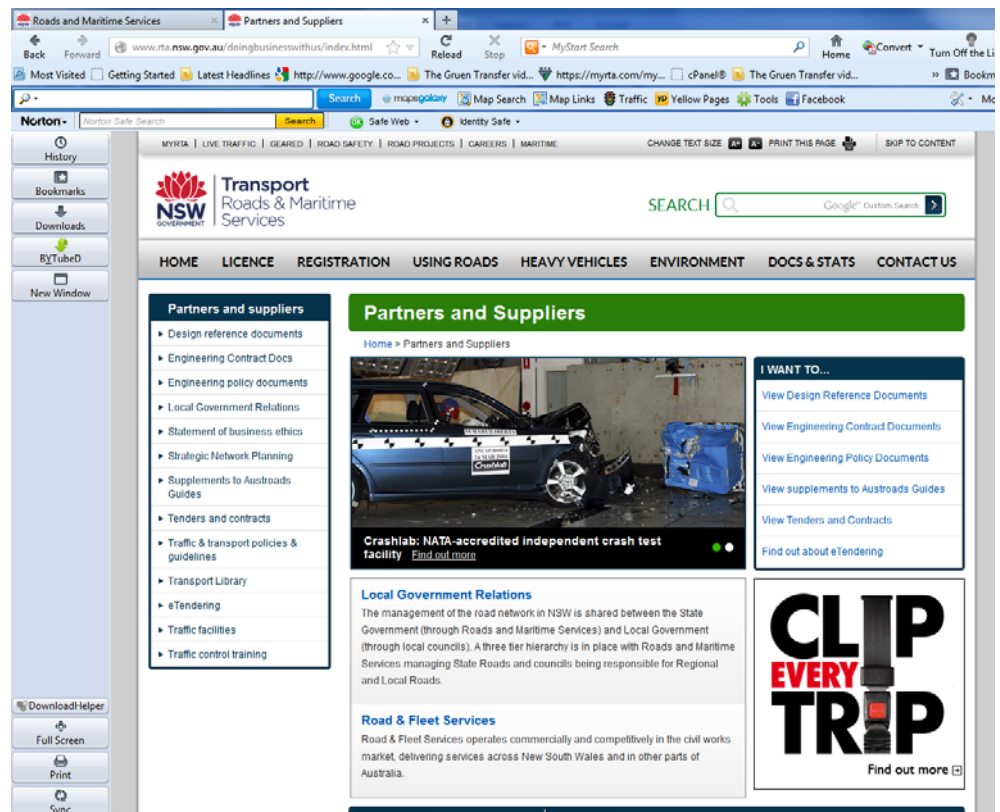 Roads and Maritime Services
Partners and Suppliers
Back
Forward
www.rta.nsw.gov.au/doingbusinesswithus/index.html
Reload
Stop
MyStart Search
Home
Convert
Turn Off the Li
Most Visited
Getting Started
Latest Headlines
http://www.google.co...
The Gruen Transfer vid...
https://myrta.com/my...
cPanel®
The Gruen Transfer vid...
»
Bookm
Search
mapsgalaxy
Map Search
Map Links
Traffic
YP Yellow Pages
Tools
Facebook
Mc
Norton
Norton Safe Search
Search
Safe Web
Identity Safe
History
Bookmarks
Downloads
BYTubeD
New Window
DownloadHelper
Full Screen
Print
Sync
MYRTA | LIVE TRAFFIC | GEARED | ROAD SAFETY | ROAD PROJECTS | CAREERS | MARITIME
CHANGE TEXT SIZE A+ A- PRINT THIS PAGE
SKIP TO CONTENT
NSW
GOVERNMENT
Transport
Roads & Maritime
Services
SEARCH
Google™ Custom Search
HOME
LICENCE
REGISTRATION
USING ROADS
HEAVY VEHICLES
ENVIRONMENT
DOCS & STATS
CONTACT US
Partners and suppliers
Design reference documents
Engineering Contract Docs
Engineering policy documents
Local Government Relations
Statement of business ethics
Strategic Network Planning
Supplements to Austroads
Guides
Tenders and contracts
Traffic & transport policies &
guidelines
Transport Library
eTendering
Traffic facilities
Traffic control training
Partners and Suppliers
Home > Partners and Suppliers
24 MAR 2004
Crashlab
Crashlab: NATA-accredited independent crash test
facility Find out more
Local Government Relations
The management of the road network in NSW is shared between the State
Government (through Roads and Maritime Services) and Local Government
(through local councils). A three tier hierarchy is in place with Roads and Maritime
Services managing State Roads and councils being responsible for Regional
and Local Roads.
Road & Fleet Services
Road & Fleet Services operates commercially and competitively in the civil works
market, delivering services across New South Wales and in other parts of
Australia.
I WANT TO...
View Design Reference Documents
View Engineering Contract Documents
View Engineering Policy Documents
View supplements to Austroads Guides
View Tenders and Contracts
Find out about eTendering
CLIP
EVERY
TRIP
Find out more